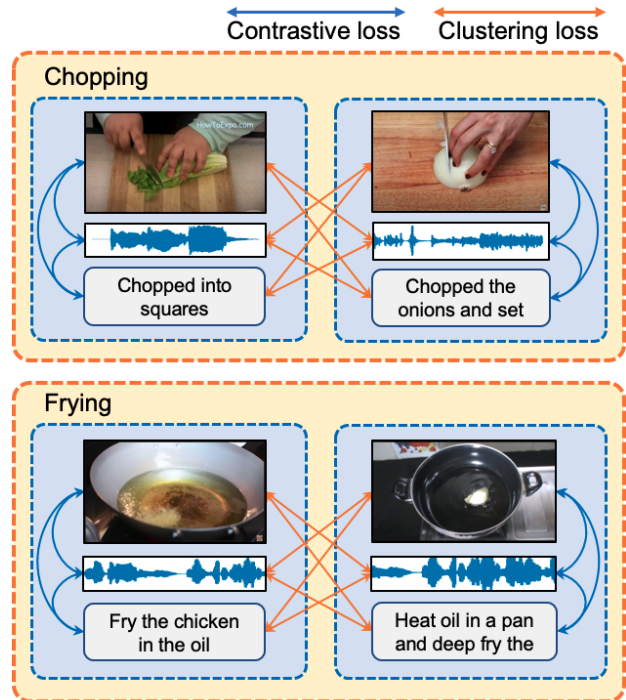 Contrastive loss Clustering loss
Chopping
HowToExpo.com
Chopped into
squares
Chopped the
onions and set
Frying
Fry the chicken
in the oil
Heat oil in a pan
and deep fry the